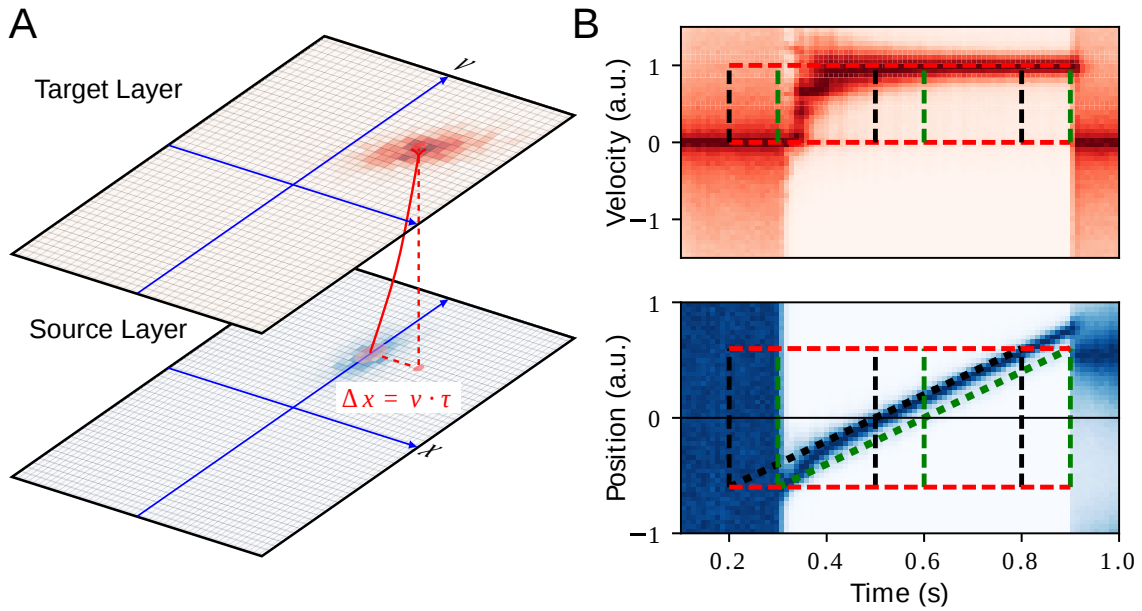 A
Target Layer
v
Source Layer
Δ x = v · τ
x
B
Velocity (a.u.)
1
0
−1
Position (a.u.)
1
0
−1
0.2
0.4
0.6
0.8
1.0
Time (s)